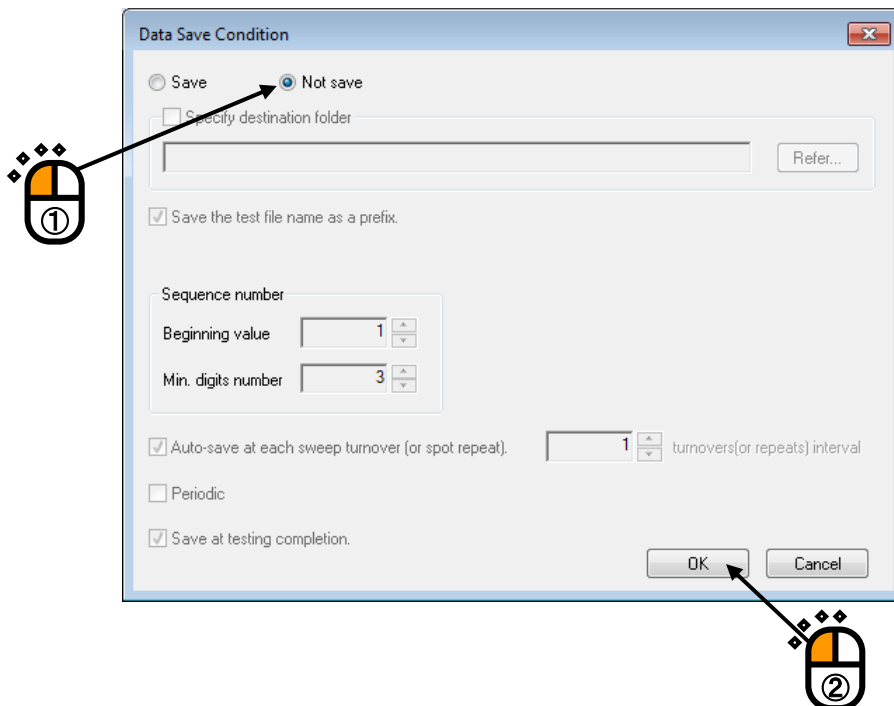 Data Save Condition
Save Not save
Specify destination folder
Refer...
Save the test file name as a prefix.
①
Sequence number
Beginning value 1
Min. digits number 3
Auto-save at each sweep turnover (or spot repeat). 1 turnovers(or repeats) interval
Periodic
Save at testing completion.
OK Cancel
②